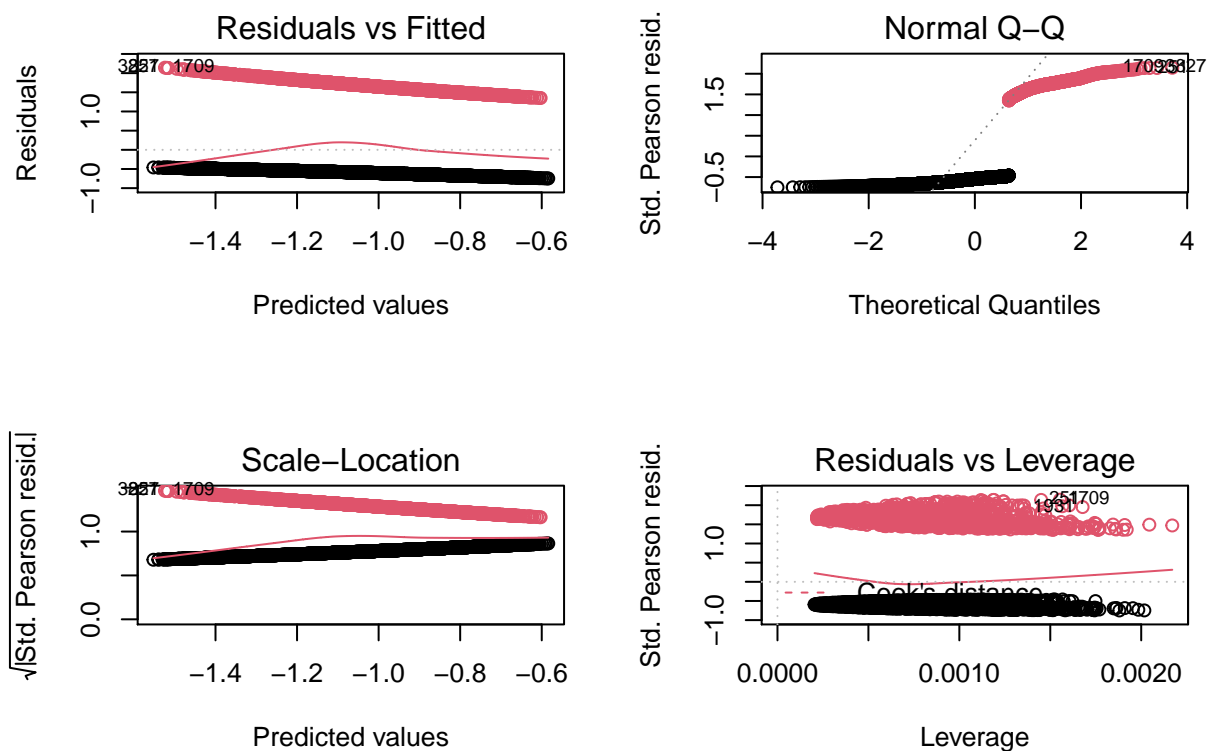 Residuals vs Fitted
Residuals
1.0
−1.0
1709
−1.4 −1.2 −1.0 −0.8 −0.6
Predicted values
Normal Q−Q
Std. Pearson resid.
1.5
−0.5
−4 −2 0 2 4
Theoretical Quantiles
Scale−Location
√|Std. Pearson resid.|
1.0
0.0
1709
−1.4 −1.2 −1.0 −0.8 −0.6
Predicted values
Residuals vs Leverage
Std. Pearson resid.
1.0
−1.0
1709
1931
Cook's distance
0.0000 0.0010 0.0020
Leverage